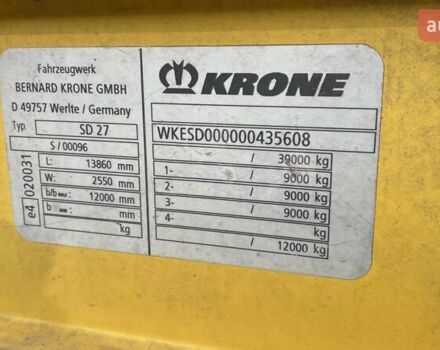 Fahrzeugwerk
BERNARD KRONE GMBH
D 49757 Werlte / Germany
Typ SD 27
S / 00096
e4 020031
L: 13860 mm
W: 2550 mm
b/b MAX: 12000 mm
b MIN: mm
kg
KRONE
WKESD000000435608
/ 39000 kg
1- / 9000 kg
2- / 9000 kg
3- / 9000 kg
4- / kg
/ 12000 kg